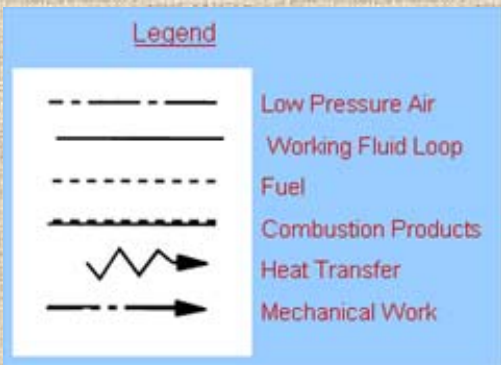 Legend
Low Pressure Air
Working Fluid Loop
Fuel
Combustion Products
Heat Transfer
Mechanical Work